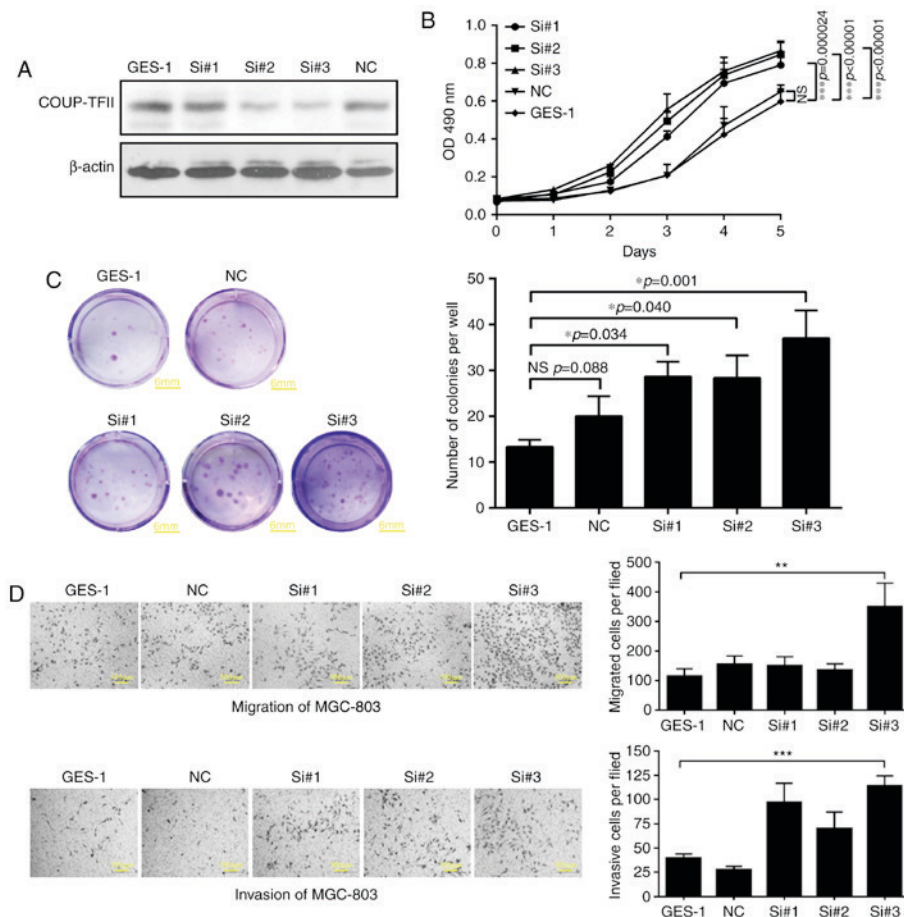 A
GES-1 Si#1 Si#2 Si#3 NC
COUP-TFII
β-actin
B
Si#1
Si#2
Si#3
NC
GES-1
OD 490 nm
1.0
0.8
0.6
0.4
0.2
0.0
0 1 2 3 4 5
Days
NS
***p=0.000024
***p<0.00001
***p<0.00001
C
GES-1 NC
6mm 6mm
Si#1 Si#2 Si#3
6mm 6mm 6mm
Number of colonies per well
50
40
30
20
10
0
*p=0.001
*p=0.040
*p=0.034
NS p=0.088
GES-1 NC Si#1 Si#2 Si#3
D
GES-1 NC Si#1 Si#2 Si#3
Migration of MGC-803
Migrated cells per flied
500
400
300
200
100
0
**
GES-1 NC Si#1 Si#2 Si#3
GES-1 NC Si#1 Si#2 Si#3
Invasion of MGC-803
Invasive cells per flied
125
100
75
50
25
0
***
GES-1 NC Si#1 Si#2 Si#3